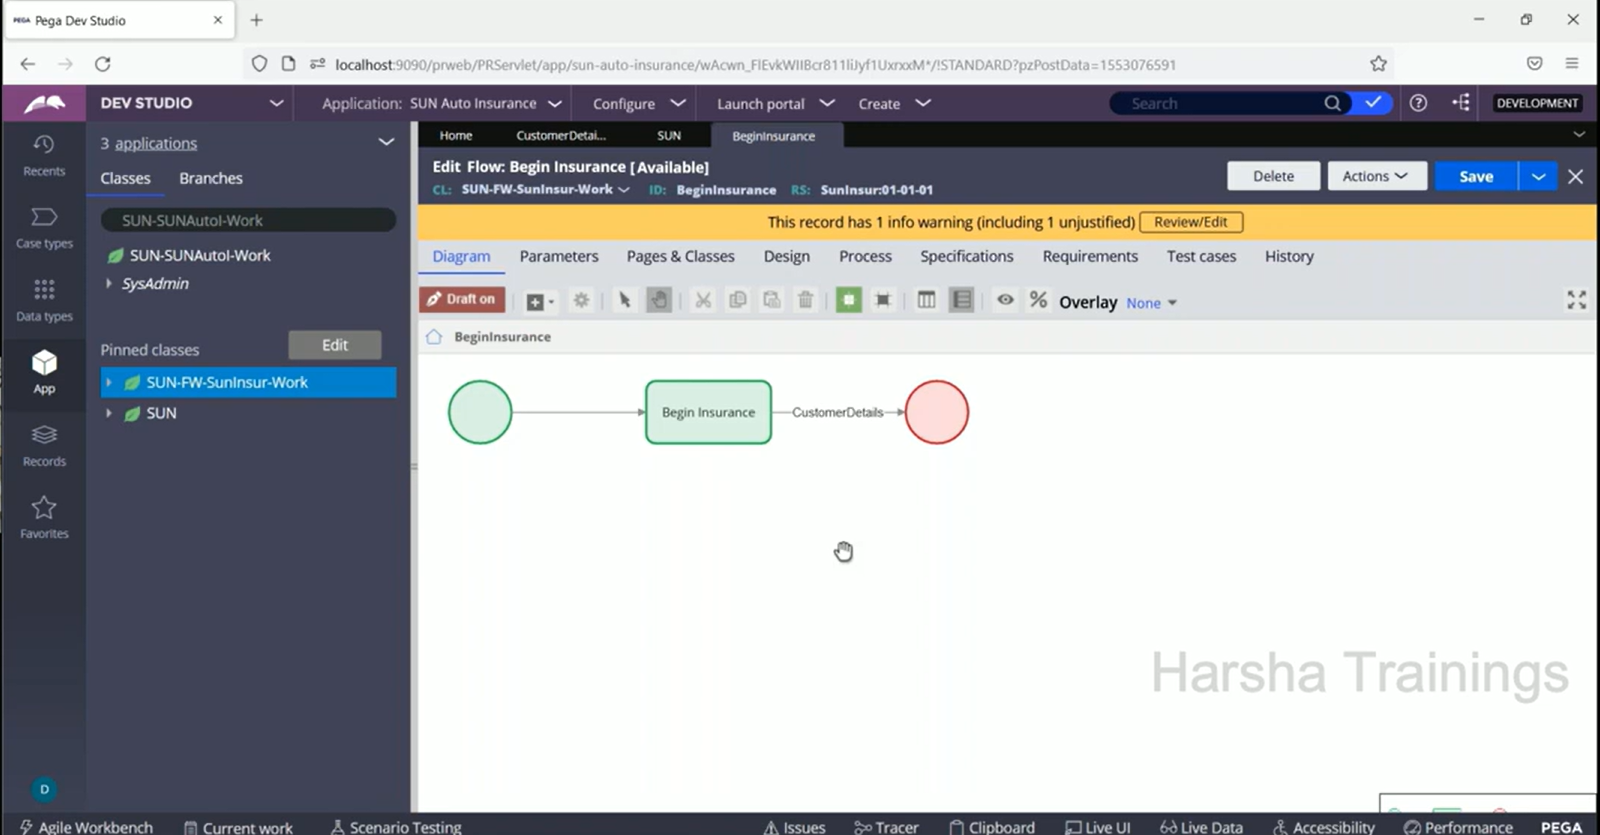 PEGA Pega Dev Studio
localhost:9090/prweb/PRServlet/app/sun-auto-insurance/wAcwn_FlEvkWIIBcr811liJyf1UxrxxM*/!STANDARD?pzPostData=1553076591
DEV STUDIO
Application: SUN Auto Insurance
Configure
Launch portal
Create
Search
DEVELOPMENT
Recents
Case types
Data types
App
Records
Favorites
D
3 applications
Classes
Branches
SUN-SUNAutoI-Work
SUN-SUNAutoI-Work
SysAdmin
Pinned classes
Edit
SUN-FW-SunInsur-Work
SUN
Home
CustomerDetai...
SUN
BeginInsurance
Edit Flow: Begin Insurance [Available]
CL: SUN-FW-SunInsur-Work ID: BeginInsurance RS: SunInsur:01-01-01
Delete
Actions
Save
This record has 1 info warning (including 1 unjustified) Review/Edit
Diagram
Parameters
Pages & Classes
Design
Process
Specifications
Requirements
Test cases
History
Draft on
% Overlay None
BeginInsurance
Begin Insurance
CustomerDetails
Harsha Trainings
Agile Workbench
Current work
Scenario Testing
Issues
Tracer
Clipboard
Live UI
Live Data
Accessibility
Performance
PEGA